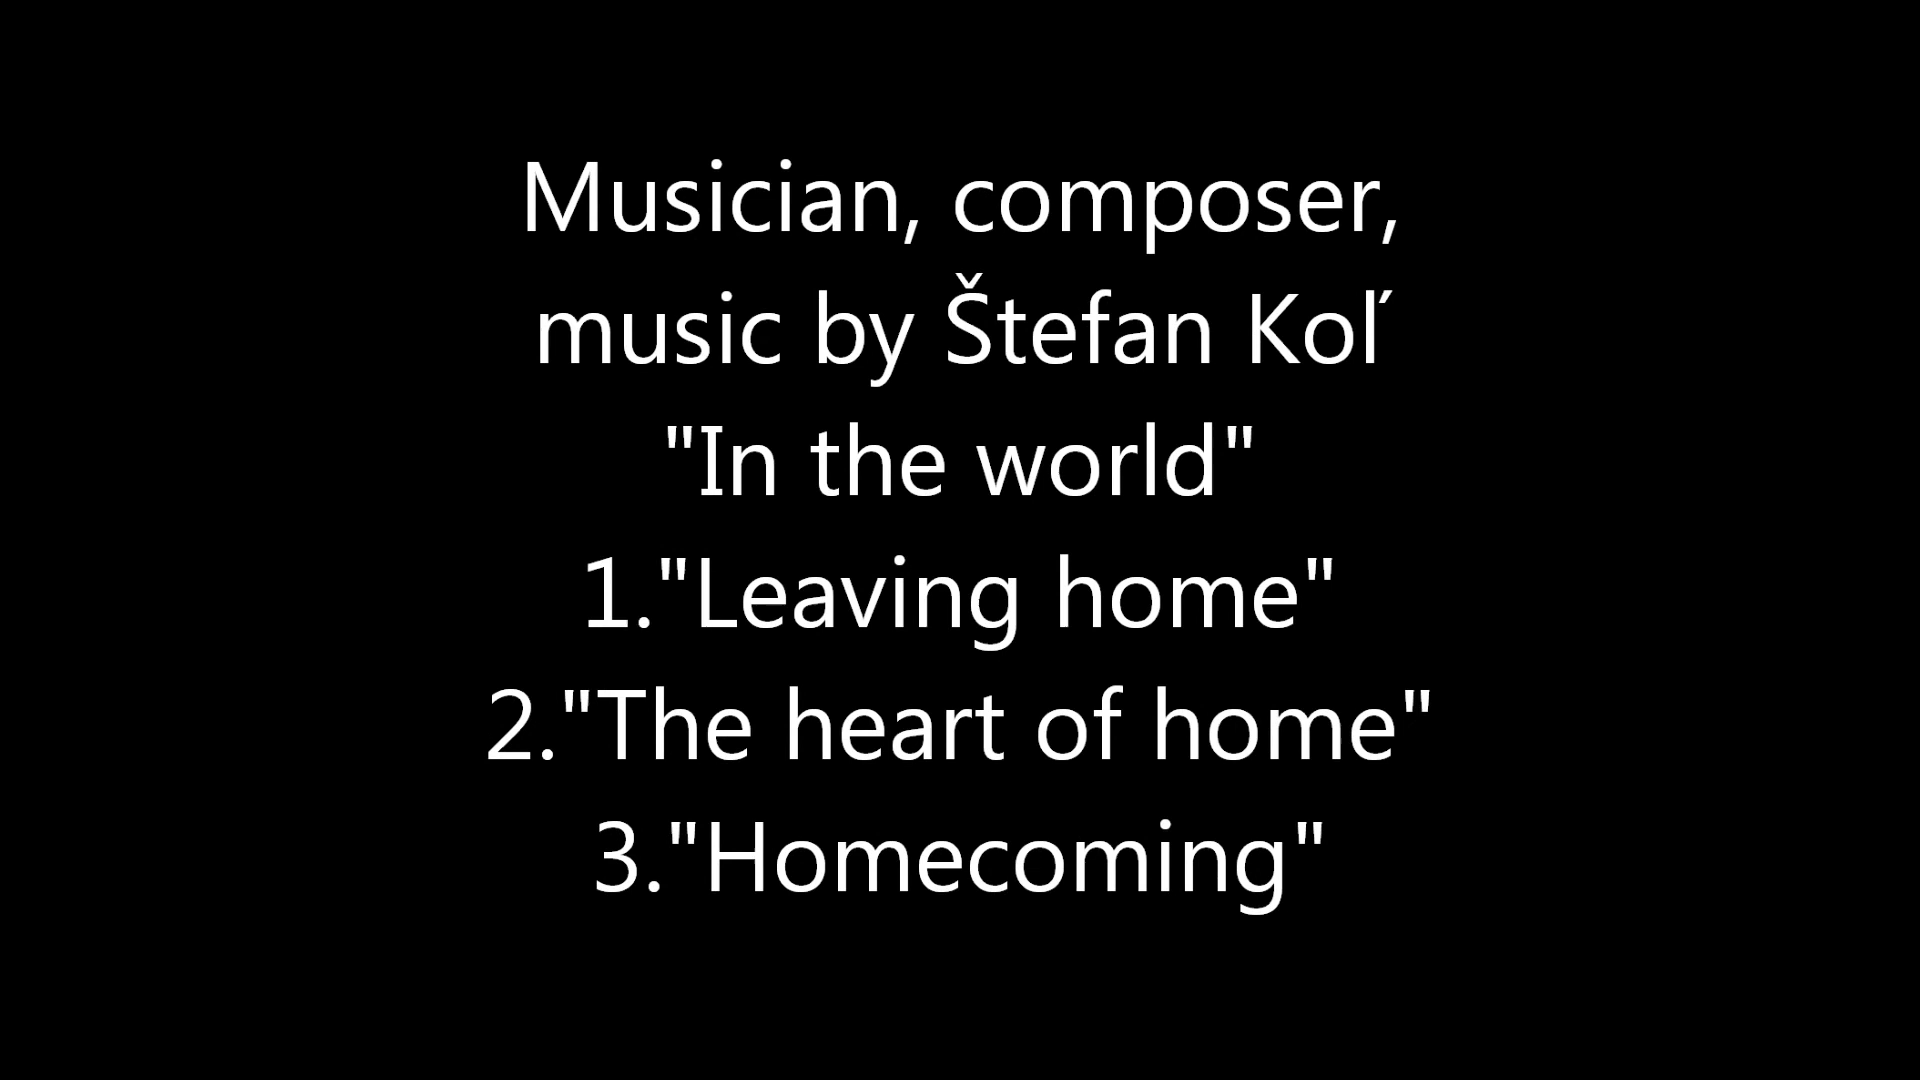 Musician, composer,
music by Štefan Koľ
"In the world"
1."Leaving home"
2."The heart of home"
3."Homecoming"